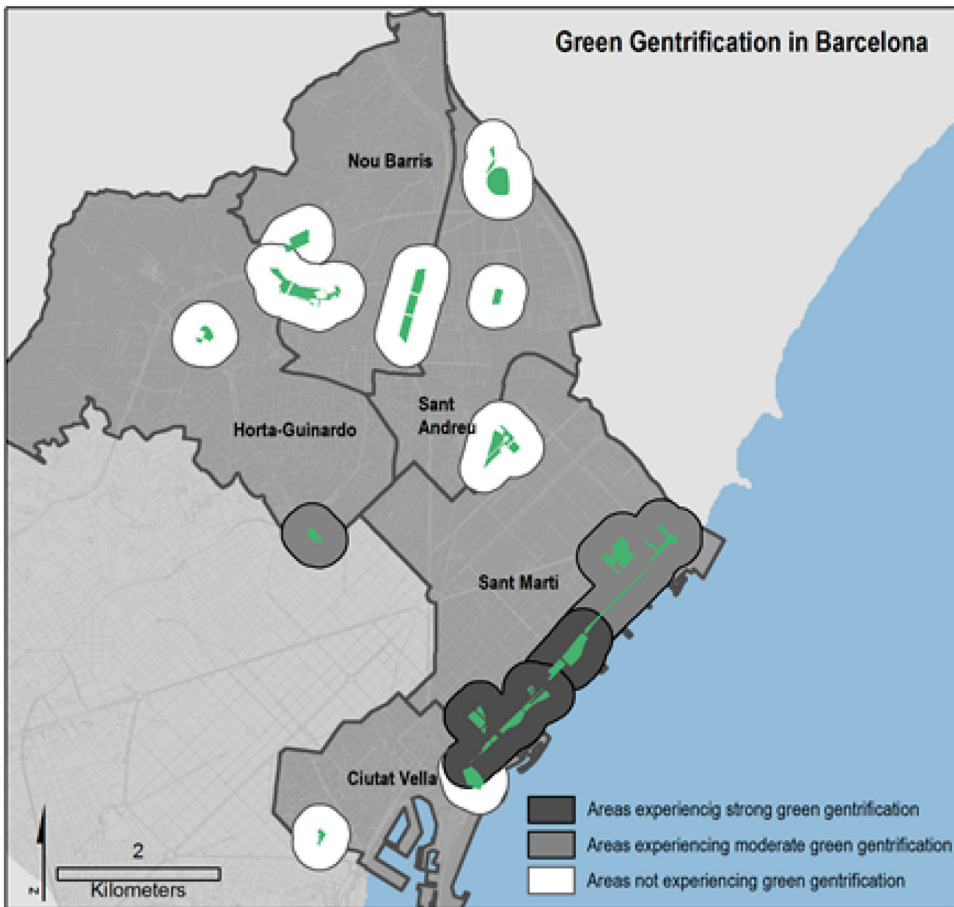 Green Gentrification in Barcelona
Nou Barris
Sant
Andreu
Horta-Guinardo
Sant Marti
Ciutat Vella
Areas experiencig strong green gentrification
Areas experiencing moderate green gentrification
Areas not experiencing green gentrification
2
Kilometers
z